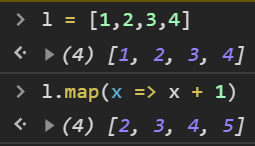 > l = [1,2,3,4]
<· ▶ (4) [1, 2, 3, 4]
> l.map(x => x + 1)
<· ▶ (4) [2, 3, 4, 5]